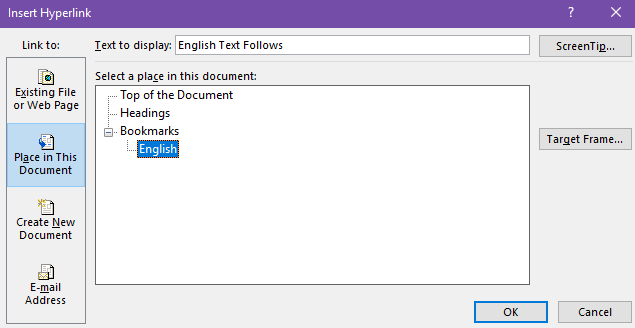 Insert Hyperlink ? ×
Link to:
Text to display: English Text Follows
ScreenTip...
Existing File
or Web Page
Place in This
Document
Create New
Document
E-mail
Address
Select a place in this document:
Top of the Document
Headings
Bookmarks
English
Target Frame...
OK
Cancel